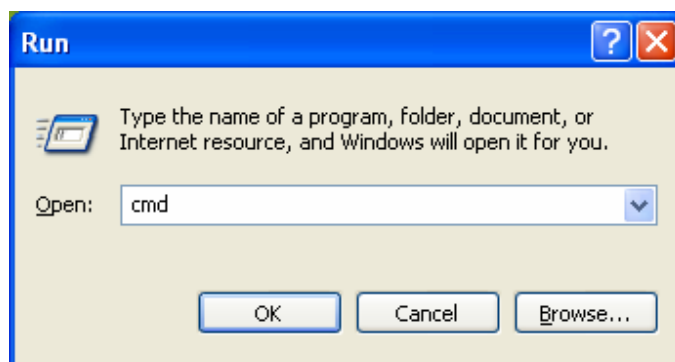 Run
Type the name of a program, folder, document, or
Internet resource, and Windows will open it for you.
Open: cmd
OK Cancel Browse...